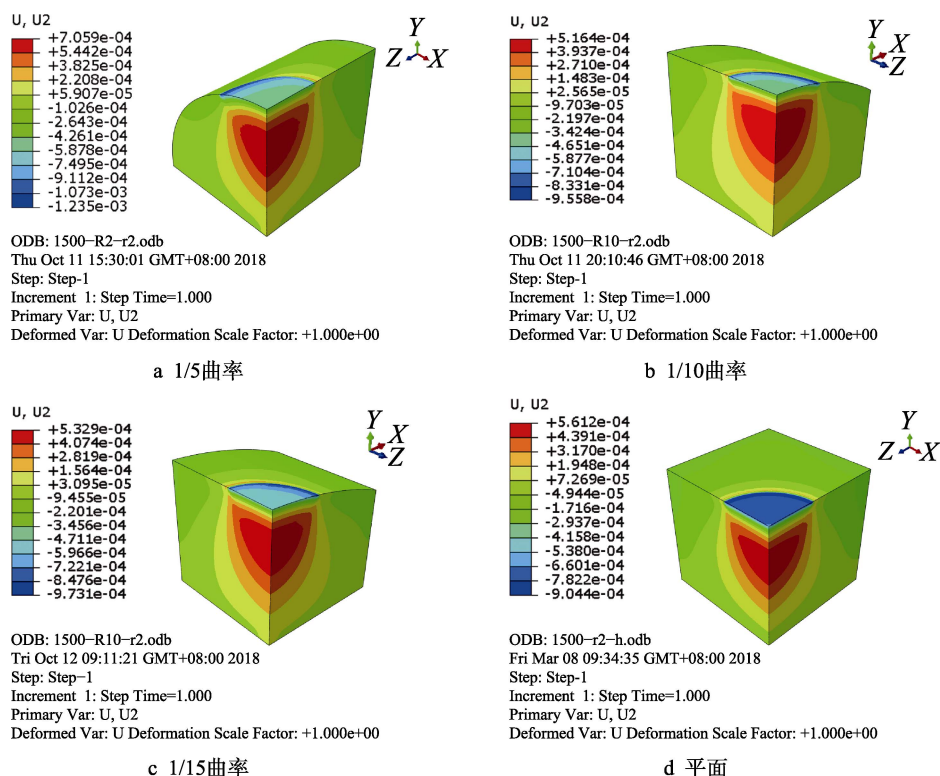 U, U2
+7.059e-04
+5.442e-04
+3.825e-04
+2.208e-04
+5.907e-05
-1.026e-04
-2.643e-04
-4.261e-04
-5.878e-04
-7.495e-04
-9.112e-04
-1.073e-03
-1.235e-03
Y
Z
X
ODB: 1500-R2-r2.odb
Thu Oct 11 15:30:01 GMT+08:00 2018
Step: Step-1
Increment 1: Step Time=1.000
Primary Var: U, U2
Deformed Var: U Deformation Scale Factor: +1.000e+00
a 1/5曲率
U, U2
+5.164e-04
+3.937e-04
+2.710e-04
+1.483e-04
+2.565e-05
-9.703e-05
-2.197e-04
-3.424e-04
-4.651e-04
-5.877e-04
-7.104e-04
-8.331e-04
-9.558e-04
Y
X
Z
ODB: 1500-R10-r2.odb
Thu Oct 11 20:10:46 GMT+08:00 2018
Step: Step-1
Increment 1: Step Time=1.000
Primary Var: U, U2
Deformed Var: U Deformation Scale Factor: +1.000e+00
b 1/10曲率
U, U2
+5.329e-04
+4.074e-04
+2.819e-04
+1.564e-04
+3.095e-05
-9.455e-05
-2.201e-04
-3.456e-04
-4.711e-04
-5.966e-04
-7.221e-04
-8.476e-04
-9.731e-04
Y
X
Z
ODB: 1500-R10-r2.odb
Tri Oct 12 09:11:21 GMT+08:00 2018
Step: Step-1
Increment 1: Step Time=1.000
Primary Var: U, U2
Deformed Var: U Deformation Scale Factor: +1.000e+00
c 1/15曲率
U, U2
+5.612e-04
+4.391e-04
+3.170e-04
+1.948e-04
+7.269e-05
-4.944e-05
-1.716e-04
-2.937e-04
-4.158e-04
-5.380e-04
-6.601e-04
-7.822e-04
-9.044e-04
Y
Z
X
ODB: 1500-r2-h.odb
Fri Mar 08 09:34:35 GMT+08:00 2018
Step: Step-1
Increment 1: Step Time=1.000
Primary Var: U, U2
Deformed Var: U Deformation Scale Factor: +1.000e+00
d 平面